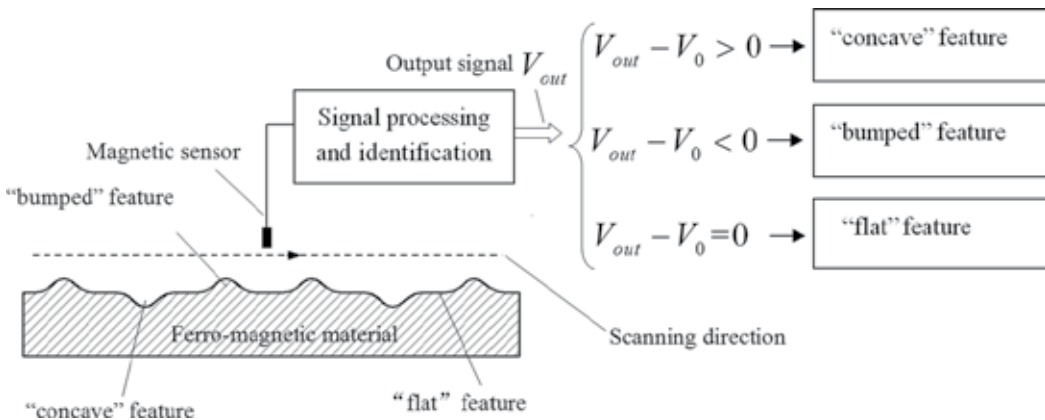 Output signal V_out
Signal processing
and identification
V_out − V_0 > 0
“concave” feature
V_out − V_0 < 0
“bumped” feature
V_out − V_0 =0
“flat” feature
Magnetic sensor
“bumped” feature
Ferro-magnetic material
Scanning direction
“concave” feature
“flat” feature